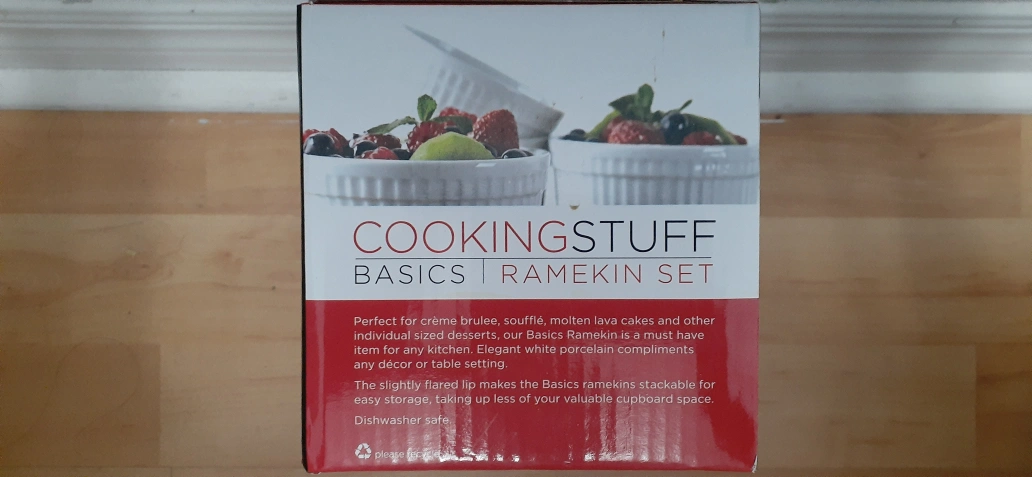 COOKINGSTUFF
BASICS | RAMEKIN SET
Perfect for crème brulee, soufflé, molten lava cakes and other
individual sized desserts, our Basics Ramekin is a must have
item for any kitchen. Elegant white porcelain compliments
any décor or table setting.
The slightly flared lip makes the Basics ramekins stackable for
easy storage, taking up less of your valuable cupboard space.
Dishwasher safe.
please recycle